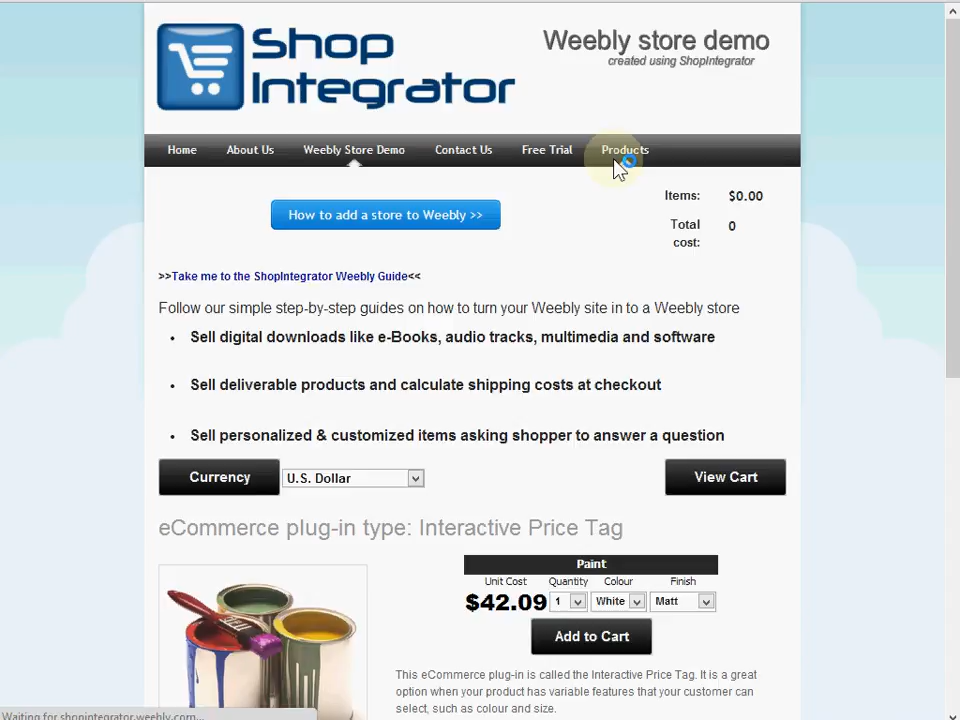 Shop
Integrator
Weebly store demo
created using ShopIntegrator
Home About Us Weebly Store Demo Contact Us Free Trial Products
How to add a store to Weebly >>
Items: $0.00
Total cost: 0
>>Take me to the ShopIntegrator Weebly Guide<<
Follow our simple step-by-step guides on how to turn your Weebly site in to a Weebly store
• Sell digital downloads like e-Books, audio tracks, multimedia and software
• Sell deliverable products and calculate shipping costs at checkout
• Sell personalized & customized items asking shopper to answer a question
Currency U.S. Dollar View Cart
eCommerce plug-in type: Interactive Price Tag
Paint
Unit Cost Quantity Colour Finish
$42.09 1 White Matt
Add to Cart
This eCommerce plug-in is called the Interactive Price Tag. It is a great
option when your product has variable features that your customer can
select, such as colour and size.
Waiting for shopintegrator.weebly.com...